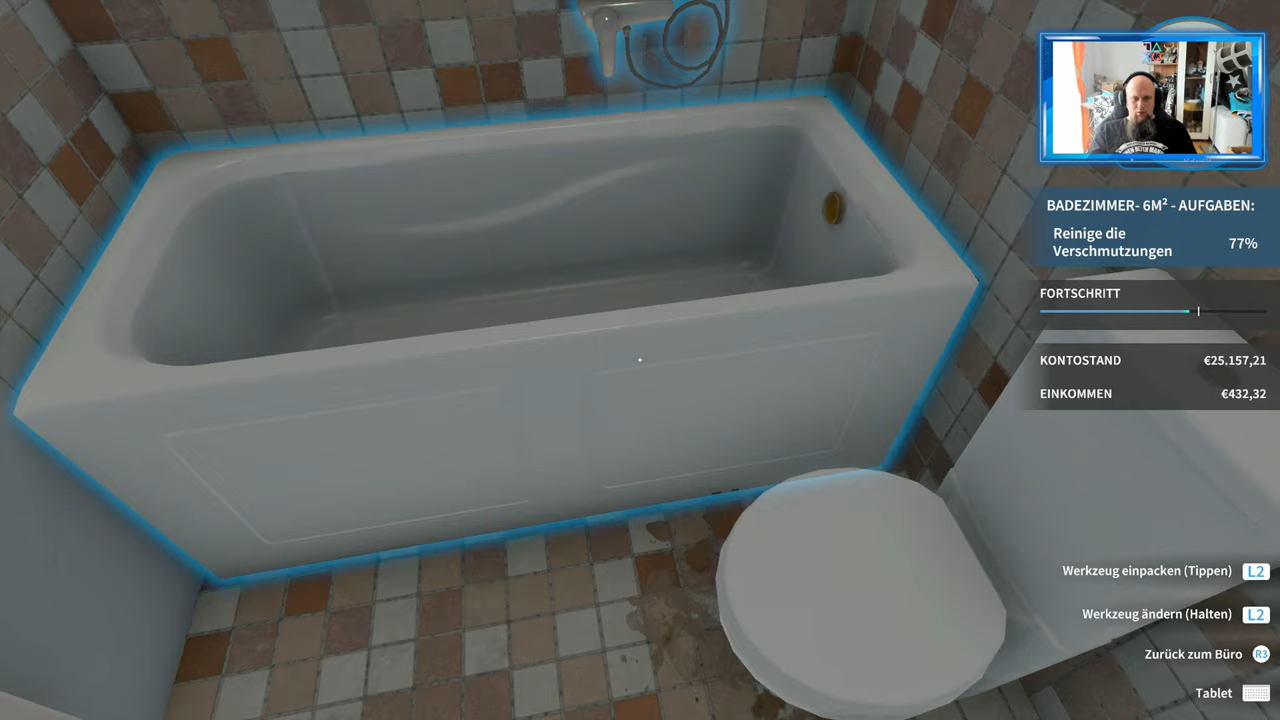 BADEZIMMER- 6M² - AUFGABEN:
Reinige die
Verschmutzungen
77%
FORTSCHRITT
KONTOSTAND €25.157,21
EINKOMMEN €432,32
Werkzeug einpacken (Tippen) L2
Werkzeug ändern (Halten) L2
Zurück zum Büro R3
Tablet